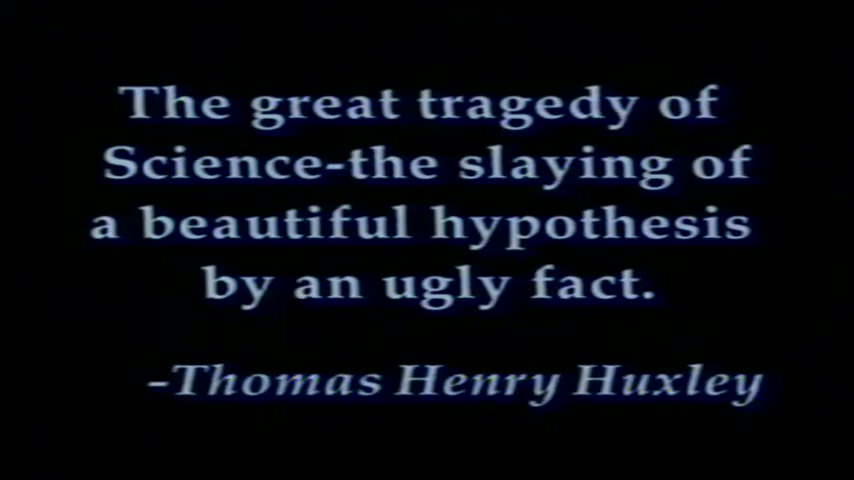 The great tragedy of
Science-the slaying of
a beautiful hypothesis
by an ugly fact.
-Thomas Henry Huxley